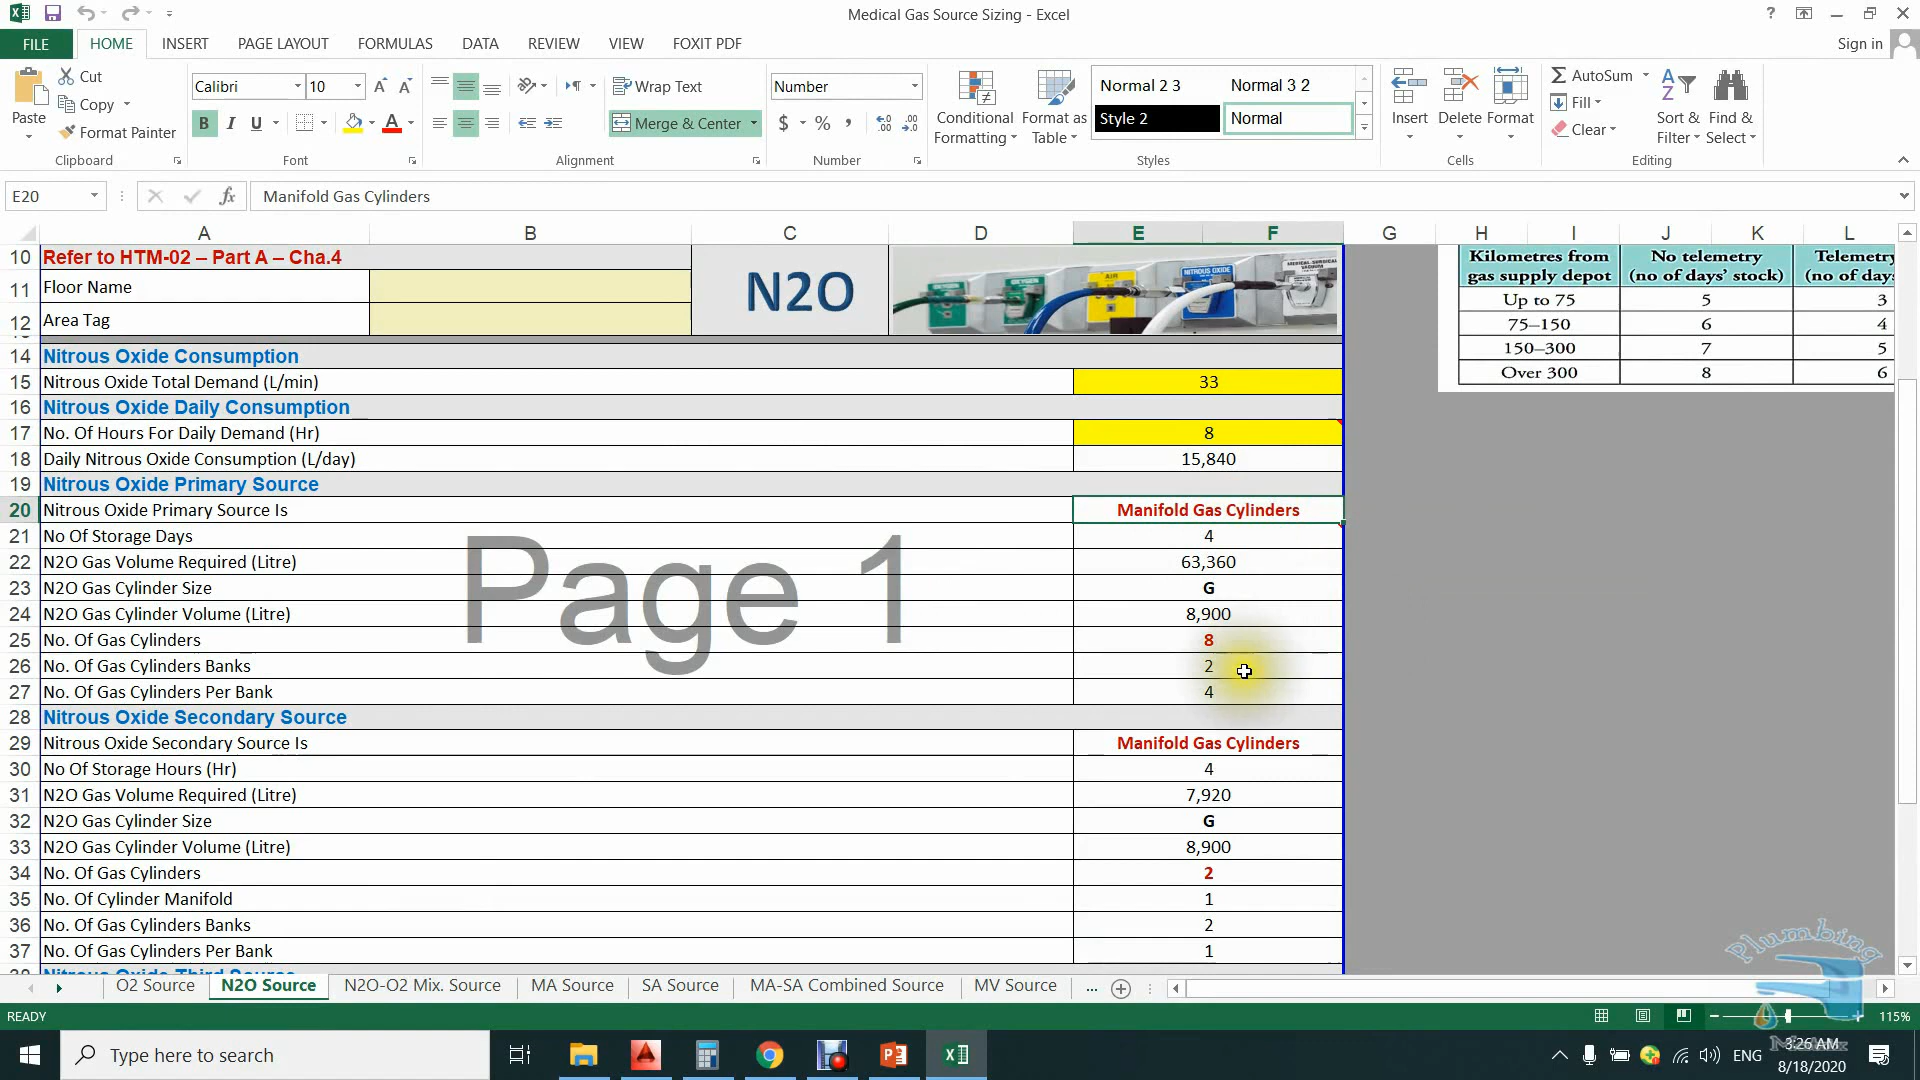 Medical Gas Source Sizing - Excel
FILE HOME INSERT PAGE LAYOUT FORMULAS DATA REVIEW VIEW FOXIT PDF Sign in
Paste Cut Copy Format Painter Clipboard
Calibri 10 Font
Wrap Text Merge & Center Alignment
Number Number
Conditional Formatting Format as Table
Normal 2 3 Normal 3 2
Style 2 Normal
Styles
Insert Delete Format Cells
AutoSum Fill Clear Sort & Filter Find & Select Editing
E20 Manifold Gas Cylinders
A B C D E F G H I J K L
10 Refer to HTM-02 – Part A – Cha.4
11 Floor Name
12 Area Tag
N2O
Kilometres from gas supply depot No telemetry (no of days' stock) Telemetry (no of days
Up to 75 5 3
75–150 6 4
150–300 7 5
Over 300 8 6
14 Nitrous Oxide Consumption
15 Nitrous Oxide Total Demand (L/min) 33
16 Nitrous Oxide Daily Consumption
17 No. Of Hours For Daily Demand (Hr) 8
18 Daily Nitrous Oxide Consumption (L/day) 15,840
19 Nitrous Oxide Primary Source
20 Nitrous Oxide Primary Source Is Manifold Gas Cylinders
21 No Of Storage Days 4
22 N2O Gas Volume Required (Litre) 63,360
23 N2O Gas Cylinder Size G
24 N2O Gas Cylinder Volume (Litre) 8,900
25 No. Of Gas Cylinders 8
26 No. Of Gas Cylinders Banks 2
27 No. Of Gas Cylinders Per Bank 4
Page 1
28 Nitrous Oxide Secondary Source
29 Nitrous Oxide Secondary Source Is Manifold Gas Cylinders
30 No Of Storage Hours (Hr) 4
31 N2O Gas Volume Required (Litre) 7,920
32 N2O Gas Cylinder Size G
33 N2O Gas Cylinder Volume (Litre) 8,900
34 No. Of Gas Cylinders 2
35 No. Of Cylinder Manifold 1
36 No. Of Gas Cylinders Banks 2
37 No. Of Gas Cylinders Per Bank 1
38 Nitrous Oxide Third Source
Plumbing
O2 Source N2O Source N2O-O2 Mix. Source MA Source SA Source MA-SA Combined Source MV Source ...
READY 115%
Type here to search
ENG
3:26 AM
8/18/2020